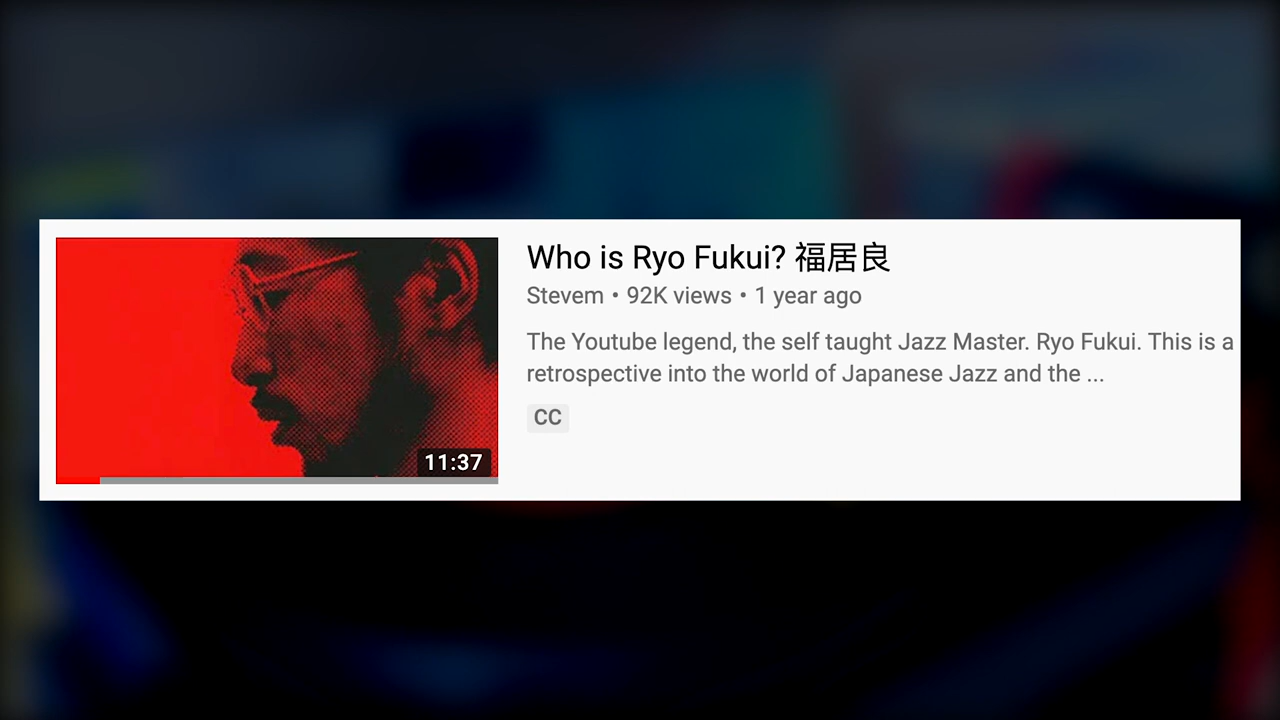 Who is Ryo Fukui? 福居良
Stevem • 92K views • 1 year ago
The Youtube legend, the self taught Jazz Master. Ryo Fukui. This is a
retrospective into the world of Japanese Jazz and the ...
CC
11:37